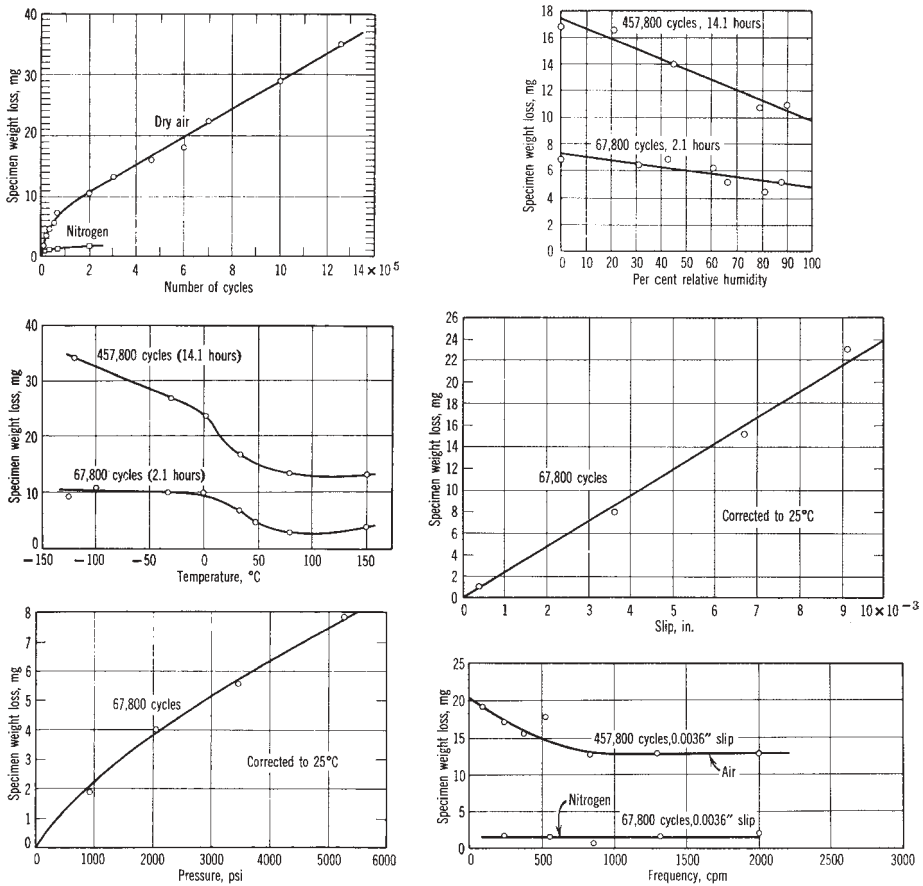 Specimen weight loss, mg
40
30
20
10
0
Dry air
Nitrogen
0 2 4 6 8 10 12 14 × 10⁵
Number of cycles
Specimen weight loss, mg
18
16
14
12
10
8
6
4
2
0
457,800 cycles, 14.1 hours
67,800 cycles, 2.1 hours
0 10 20 30 40 50 60 70 80 90 100
Per cent relative humidity
Specimen weight loss, mg
40
30
20
10
0
457,800 cycles (14.1 hours)
67,800 cycles (2.1 hours)
−150 −100 −50 0 50 100 150
Temperature, °C
Specimen weight loss, mg
26
24
22
20
18
16
14
12
10
8
6
4
2
0
67,800 cycles
Corrected to 25°C
0 1 2 3 4 5 6 7 8 9 10 × 10⁻³
Slip, in.
Specimen weight loss, mg
8
7
6
5
4
3
2
1
0
67,800 cycles
Corrected to 25°C
0 1000 2000 3000 4000 5000 6000
Pressure, psi
Specimen weight loss, mg
25
20
15
10
5
0
457,800 cycles,0.0036″ slip
Air
Nitrogen
67,800 cycles,0.0036″ slip
0 500 1000 1500 2000 2500 3000
Frequency, cpm